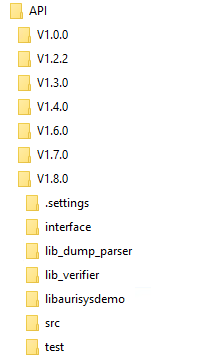 API
V1.0.0
V1.2.2
V1.3.0
V1.4.0
V1.6.0
V1.7.0
V1.8.0
.settings
interface
lib_dump_parser
lib_verifier
libaurisysdemo
src
test